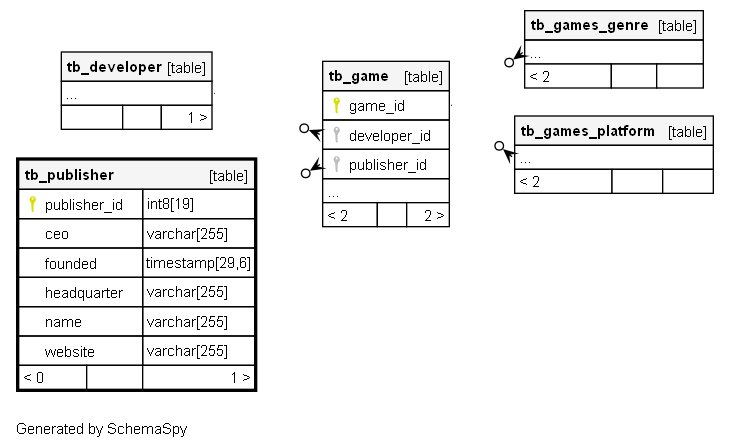 tb_developer [table]
...
1 >
tb_publisher [table]
publisher_id int8[19]
ceo varchar[255]
founded timestamp[29,6]
headquarter varchar[255]
name varchar[255]
website varchar[255]
< 0 1 >
tb_game [table]
game_id
developer_id
publisher_id
...
< 2 2 >
tb_games_genre [table]
...
< 2
tb_games_platform [table]
...
< 2
Generated by SchemaSpy